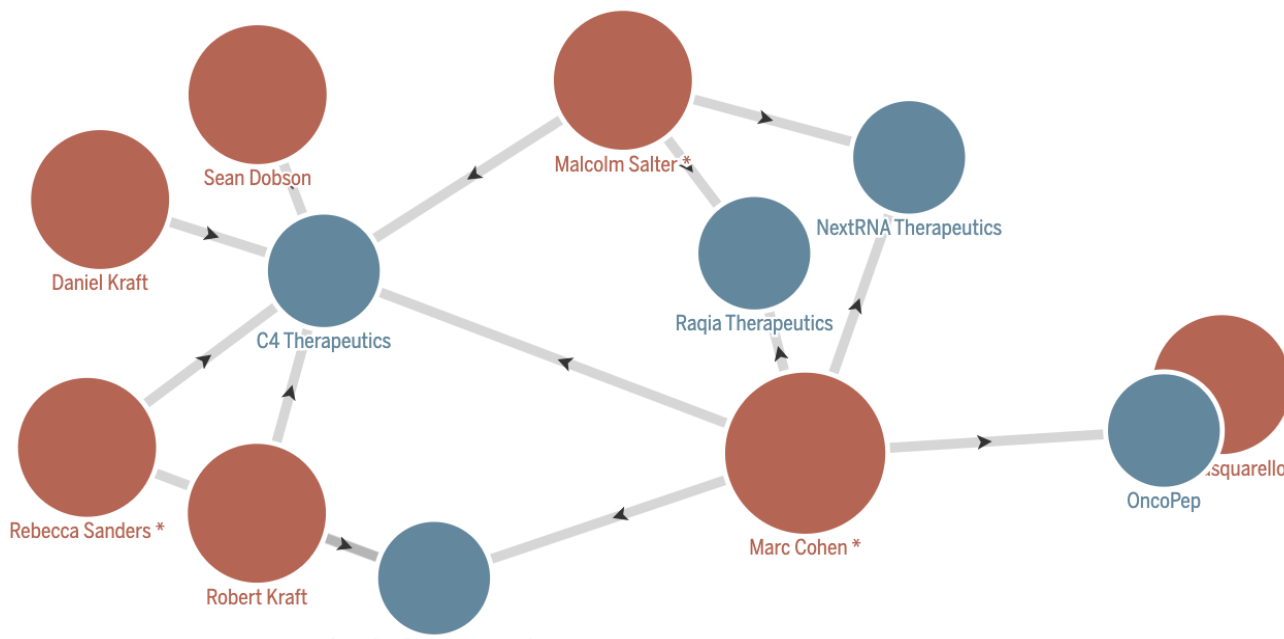 Sean Dobson
Malcolm Salter *
NextRNA Therapeutics
Daniel Kraft
Raqia Therapeutics
C4 Therapeutics
OncoPep
Rebecca Sanders *
Marc Cohen *
Robert Kraft